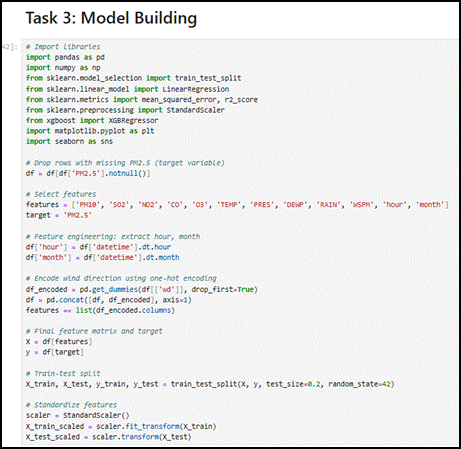 Task 3: Model Building
42]:
# Import libraries
import pandas as pd
import numpy as np
from sklearn.model_selection import train_test_split
from sklearn.linear_model import LinearRegression
from sklearn.metrics import mean_squared_error, r2_score
from sklearn.preprocessing import StandardScaler
from xgboost import XGBRegressor
import matplotlib.pyplot as plt
import seaborn as sns
# Drop rows with missing PM2.5 (target variable)
df = df[df['PM2.5'].notnull()]
# Select features
features = ['PM10', 'SO2', 'NO2', 'CO', 'O3', 'TEMP', 'PRES', 'DEWP', 'RAIN', 'WSPM', 'hour', 'month']
target = 'PM2.5'
# Feature engineering: extract hour, month
df['hour'] = df['datetime'].dt.hour
df['month'] = df['datetime'].dt.month
# Encode wind direction using one-hot encoding
df_encoded = pd.get_dummies(df[['wd']], drop_first=True)
df = pd.concat([df, df_encoded], axis=1)
features += list(df_encoded.columns)
# Final feature matrix and target
X = df[features]
y = df[target]
# Train-test split
X_train, X_test, y_train, y_test = train_test_split(X, y, test_size=0.2, random_state=42)
# Standardize features
scaler = StandardScaler()
X_train_scaled = scaler.fit_transform(X_train)
X_test_scaled = scaler.transform(X_test)